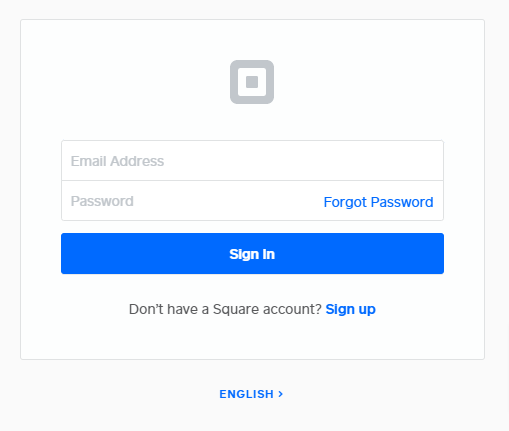 Email Address
Password Forgot Password
Sign In
Don't have a Square account? Sign up
ENGLISH >